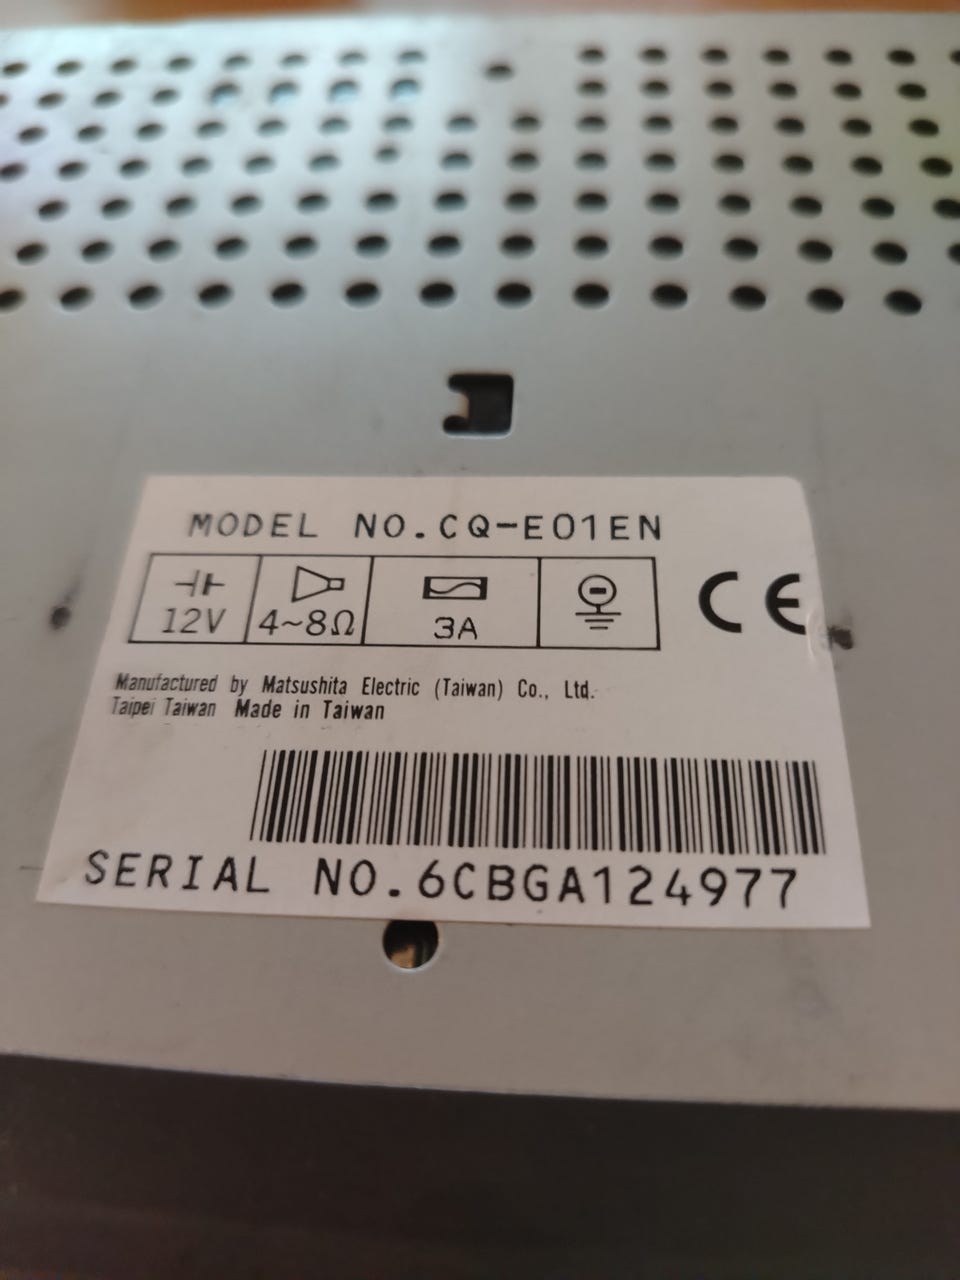 MODEL NO.CQ-E01EN
12V 4~8Ω 3A
CE
Manufactured by Matsushita Electric (Taiwan) Co., Ltd.
Taipei Taiwan Made in Taiwan
SERIAL NO.6CBGA124977